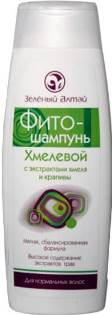 Зелёный Алтай
Фито-
шампунь
Хмелевой
с экстрактами хмеля
и крапивы
Мягкая, сбалансированная
формула
Высокое содержание
экстрактов трав
Для нормальных волос